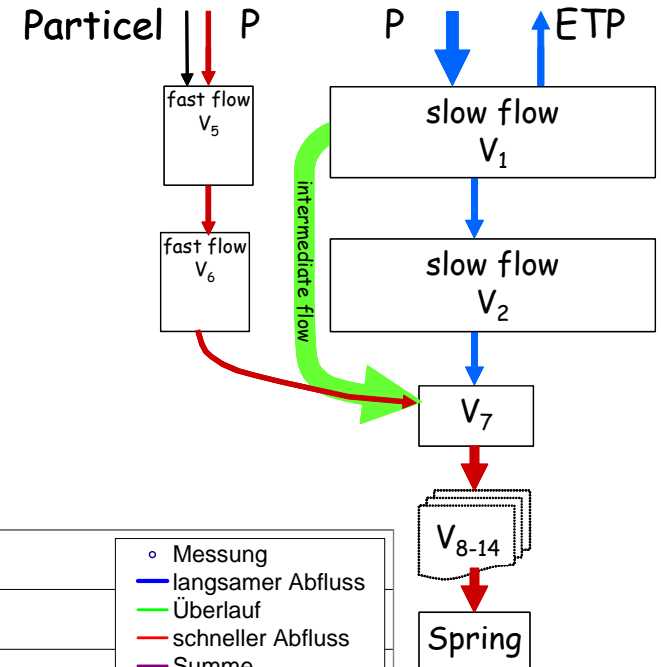 Particel P P ETP
fast flow
V5
slow flow
V1
intermediate flow
fast flow
V6
slow flow
V2
V7
V8-14
Spring
Messung
langsamer Abfluss
Überlauf
schneller Abfluss
Summe